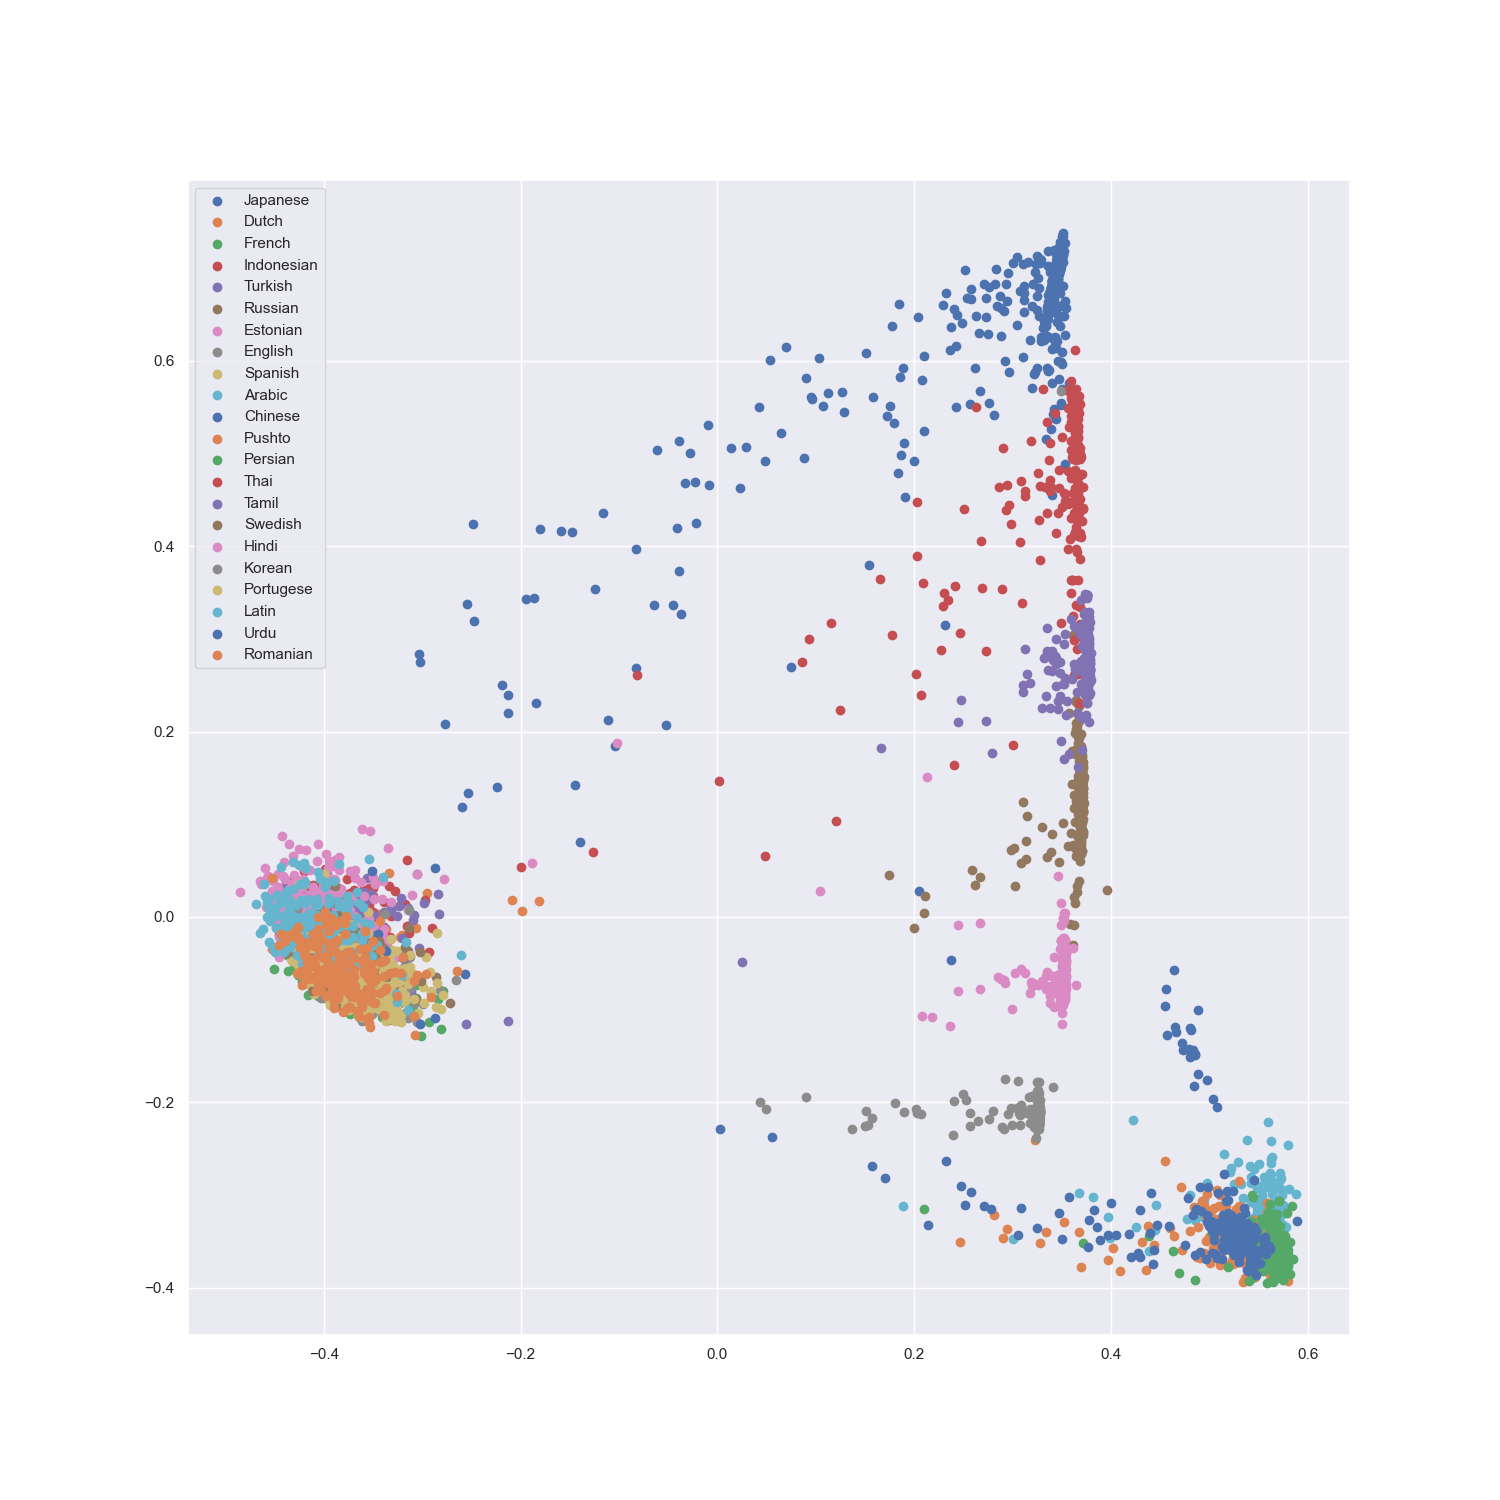 Japanese
Dutch
French
Indonesian
Turkish
Russian
Estonian
English
Spanish
Arabic
Chinese
Pushto
Persian
Thai
Tamil
Swedish
Hindi
Korean
Portugese
Latin
Urdu
Romanian
0.6
0.4
0.2
0.0
−0.2
−0.4
−0.4 −0.2 0.0 0.2 0.4 0.6